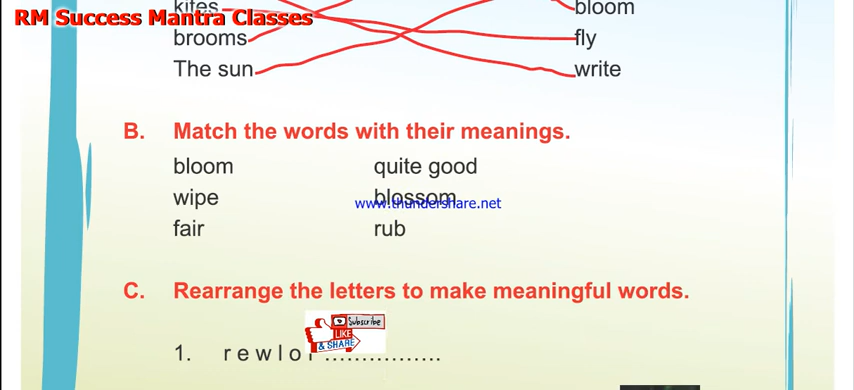 RM Success Mantra Classes
kites bloom
brooms fly
The sun write
B. Match the words with their meanings.
bloom quite good
wipe blossom
www.thundershare.net
fair rub
C. Rearrange the letters to make meaningful words.
Subscribe
LIKE
& SHARE
1. r e w l o f ................